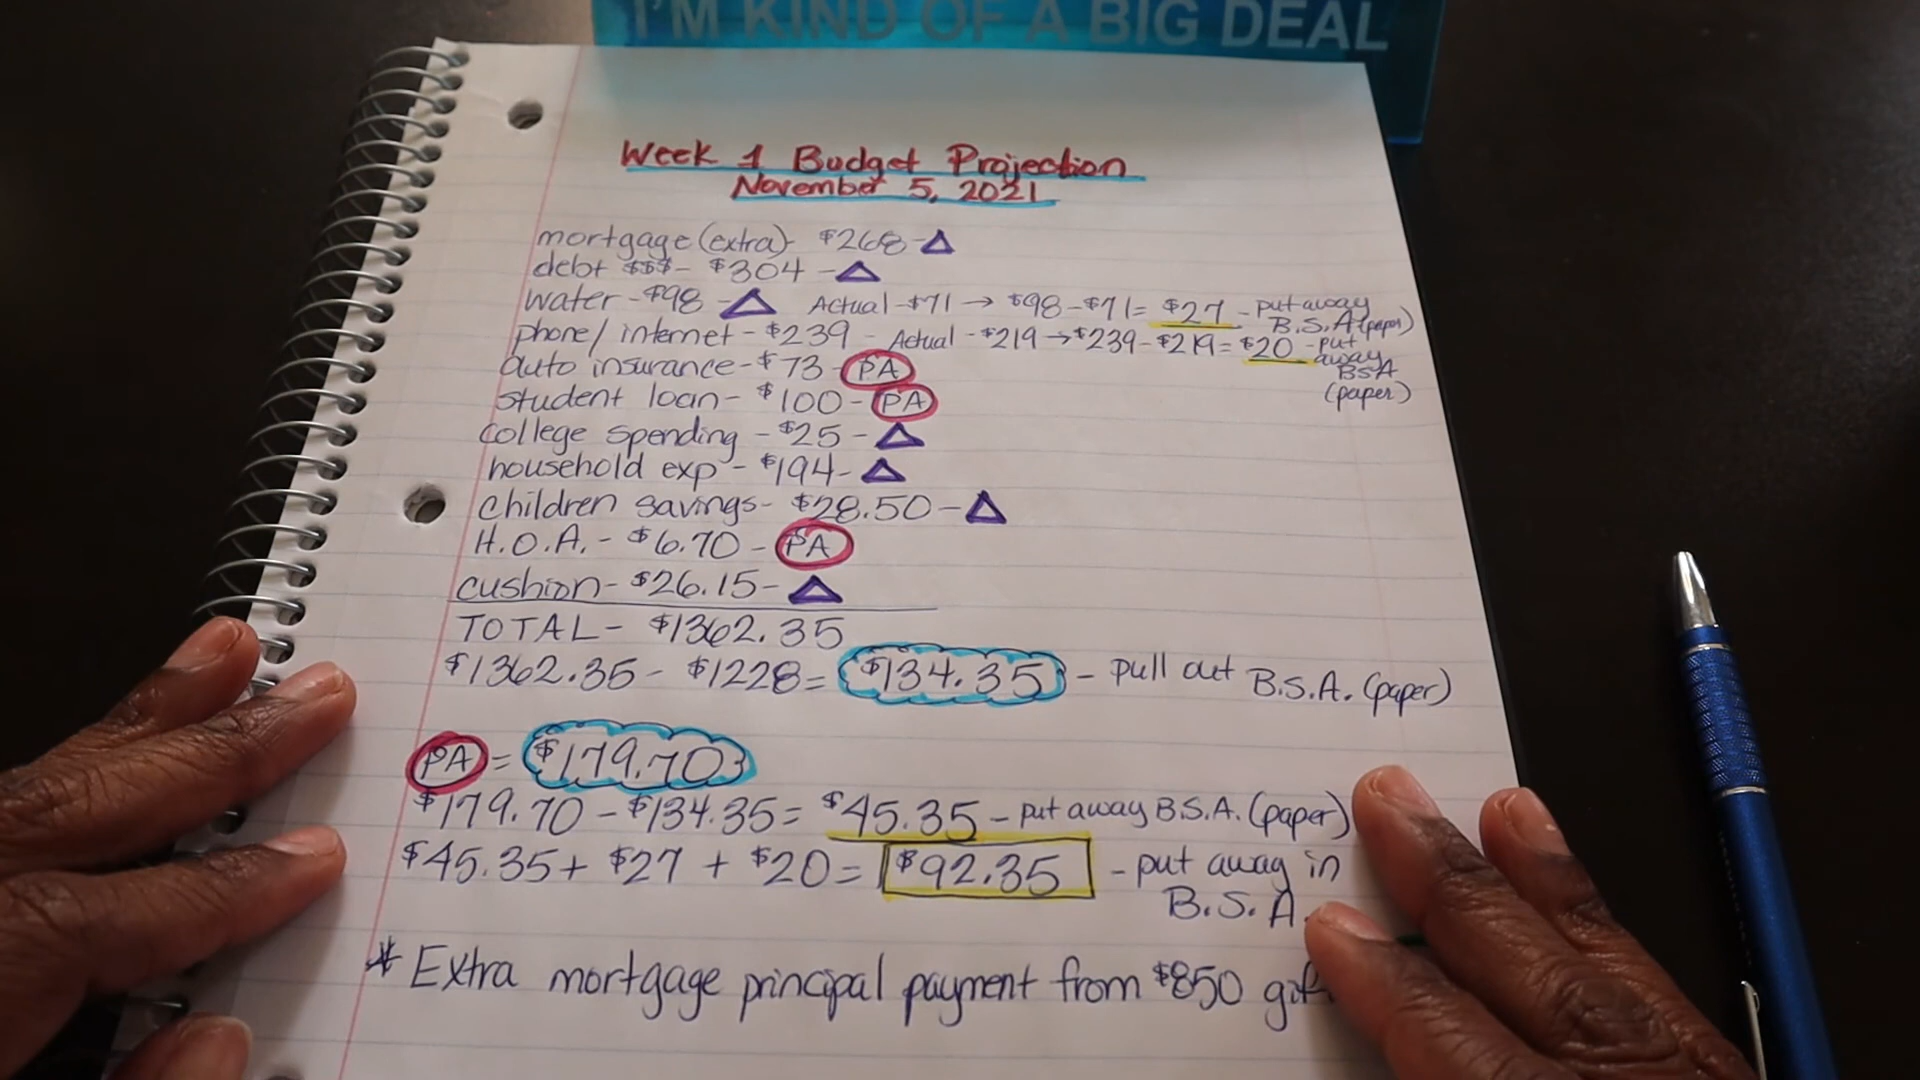 I'M KIND OF A BIG DEAL
Week 1 Budget Projection
November 5, 2021
mortgage (extra) - $268 - △
debt $$$ - $304 - △
water - $98 - △ Actual - $71 → $98 - $71 = $27 - put away B.S.A (paper)
phone/internet - $239 - Actual - $219 → $239 - $219 = $20 - put away BSA (paper)
auto insurance - $73 - PA
student loan - $100 - PA
college spending - $25 - △
household exp - $194 - △
children savings - $28.50 - △
H.O.A. - $6.70 - PA
cushion - $26.15 - △
TOTAL - $1362.35
$1362.35 - $1228 = $134.35 - pull out B.S.A. (paper)
PA = $179.70
$179.70 - $134.35 = $45.35 - put away B.S.A. (paper)
$45.35 + $27 + $20 = $92.35 - put away in
B.S.A.
* Extra mortgage principal payment from $850 gif